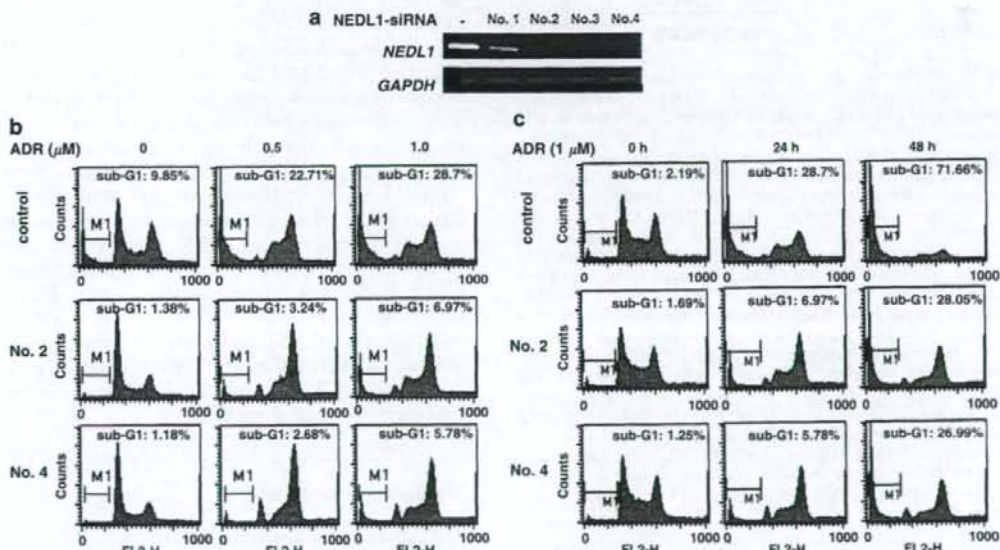 a NEDL1-siRNA - No. 1 No.2 No.3 No.4
NEDL1
GAPDH
b
ADR (μM) 0 0.5 1.0
control
Counts
sub-G1: 9.85%
M1
0 1000
sub-G1: 22.71%
M1
0 1000
sub-G1: 28.7%
M1
0 1000
No. 2
Counts
sub-G1: 1.38%
M1
0 1000
sub-G1: 3.24%
M1
0 1000
sub-G1: 6.97%
M1
0 1000
No. 4
Counts
sub-G1: 1.18%
M1
0 1000
sub-G1: 2.68%
M1
0 1000
sub-G1: 5.78%
M1
0 1000
c
ADR (1 μM) 0 h 24 h 48 h
control
Counts
sub-G1: 2.19%
M1
0 1000
sub-G1: 28.7%
M1
0 1000
sub-G1: 71.66%
M1
0 1000
No. 2
Counts
sub-G1: 1.69%
M1
0 1000
sub-G1: 6.97%
M1
0 1000
sub-G1: 28.05%
M1
0 1000
No. 4
Counts
sub-G1: 1.25%
M1
0 1000
sub-G1: 5.78%
M1
0 1000
sub-G1: 26.99%
M1
0 1000